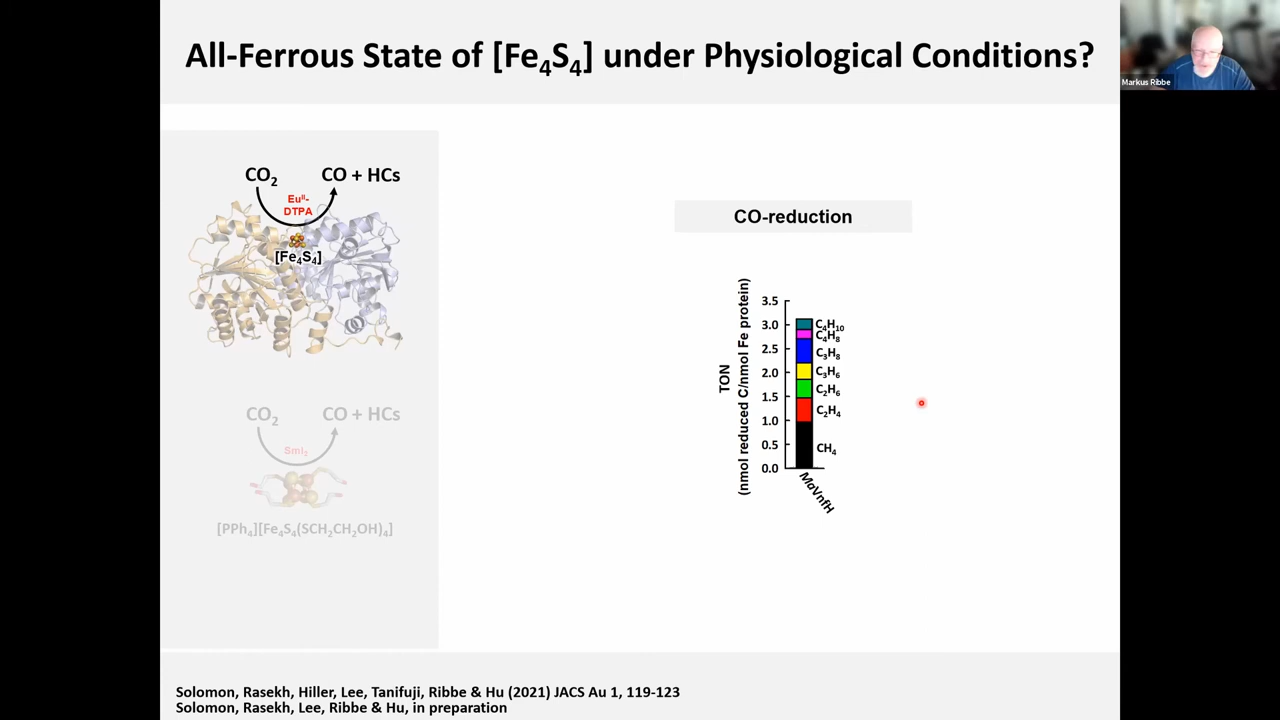 All-Ferrous State of [Fe₄S₄] under Physiological Conditions?
Markus Ribbe
CO₂
CO + HCs
Euᴵᴵ-
DTPA
[Fe₄S₄]
CO₂
CO + HCs
SmI₂
[PPh₄][Fe₄S₄(SCH₂CH₂OH)₄]
CO-reduction
TON
(nmol reduced C/nmol Fe protein)
3.5
3.0
2.5
2.0
1.5
1.0
0.5
0.0
C₄H₁₀
C₄H₈
C₃H₈
C₃H₆
C₂H₆
C₂H₄
CH₄
MaVnfH
Solomon, Rasekh, Hiller, Lee, Tanifuji, Ribbe & Hu (2021) JACS Au 1, 119-123
Solomon, Rasekh, Lee, Ribbe & Hu, in preparation